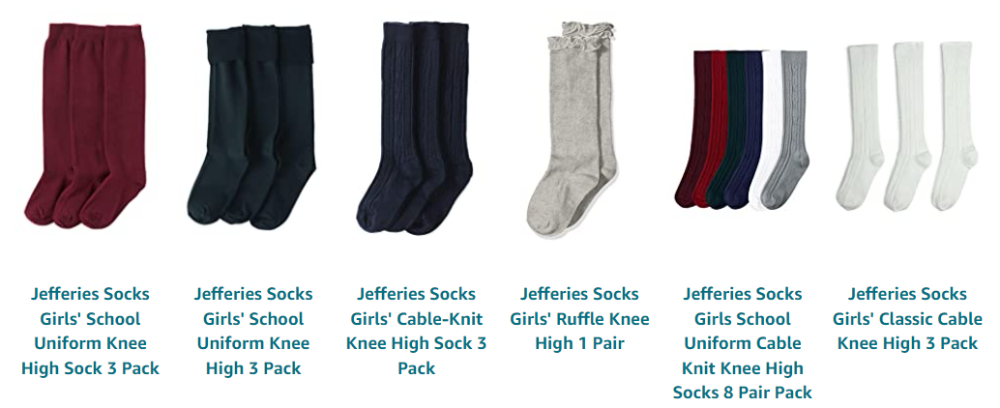 Jefferies Socks
Girls' School
Uniform Knee
High Sock 3 Pack
Jefferies Socks
Girls' School
Uniform Knee
High 3 Pack
Jefferies Socks
Girls' Cable-Knit
Knee High Sock 3
Pack
Jefferies Socks
Girls' Ruffle Knee
High 1 Pair
Jefferies Socks
Girls School
Uniform Cable
Knit Knee High
Socks 8 Pair Pack
Jefferies Socks
Girls' Classic Cable
Knee High 3 Pack